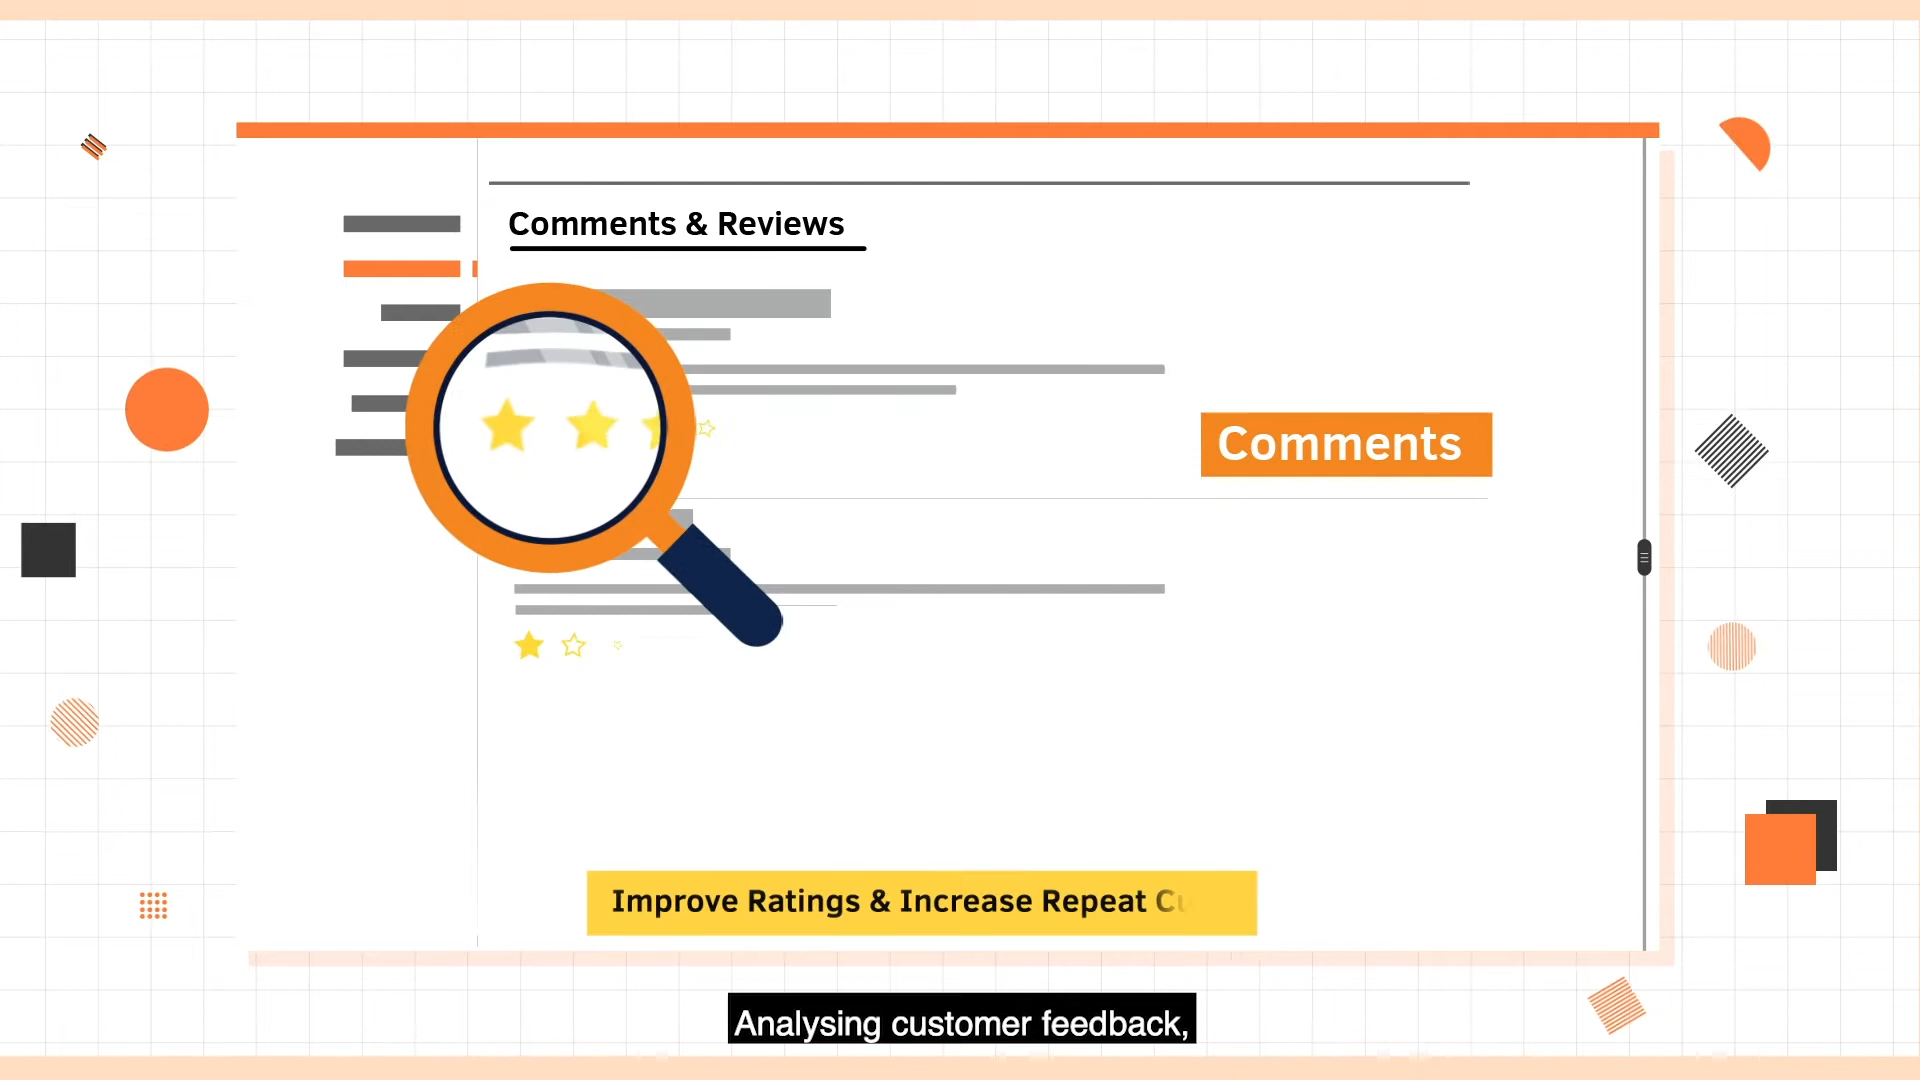 Comments & Reviews
Comments
Improve Ratings & Increase Repeat
Analysing customer feedback,